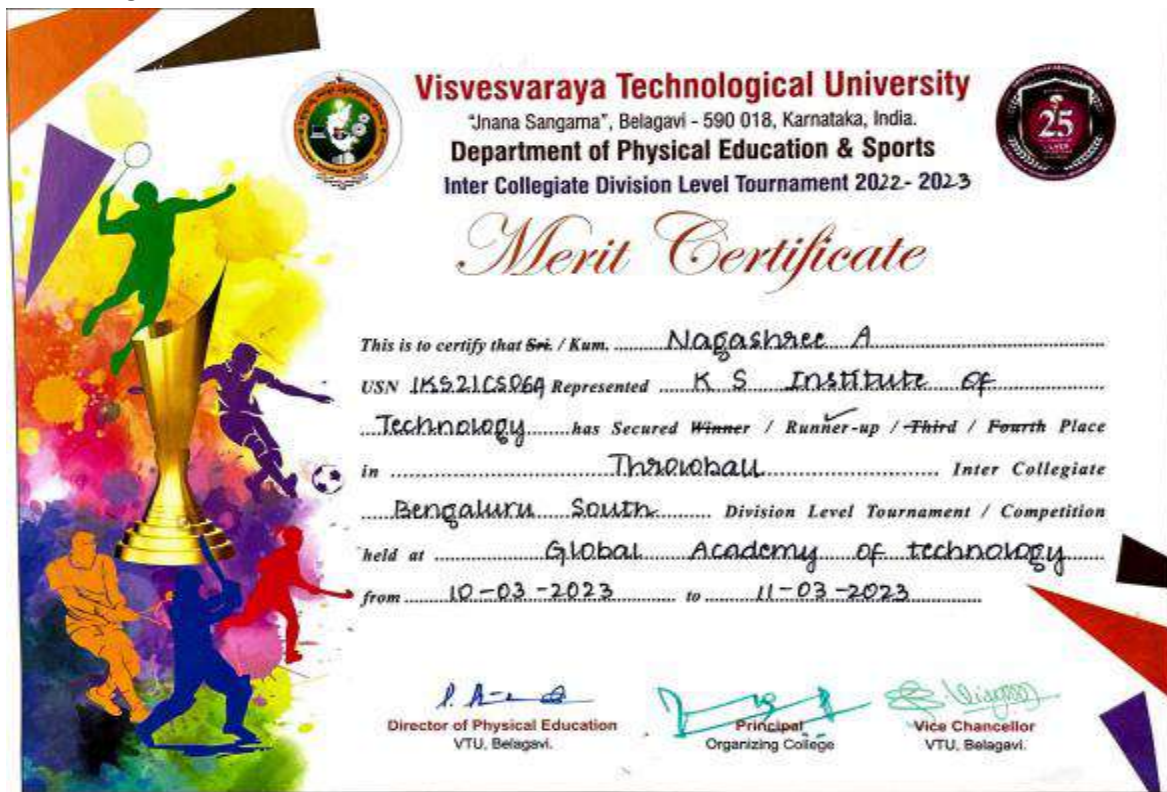 Visvesvaraya Technological University
"Jnana Sangama", Belagavi - 590 018, Karnataka, India.
Department of Physical Education & Sports
Inter Collegiate Division Level Tournament 2022-2023
25
Merit Certificate
This is to certify that Sri. / Kum. Nagashree A
USN 1KS21CS069 Represented K S Institute of
Technology has Secured Winner / Runner-up / Third / Fourth Place
in Throwball Inter Collegiate
Bengaluru South Division Level Tournament / Competition
held at Global Academy of technology
from 10-03-2023 to 11-03-2023
Director of Physical Education Principal Vice Chancellor
VTU, Belagavi. Organizing College VTU, Belagavi.